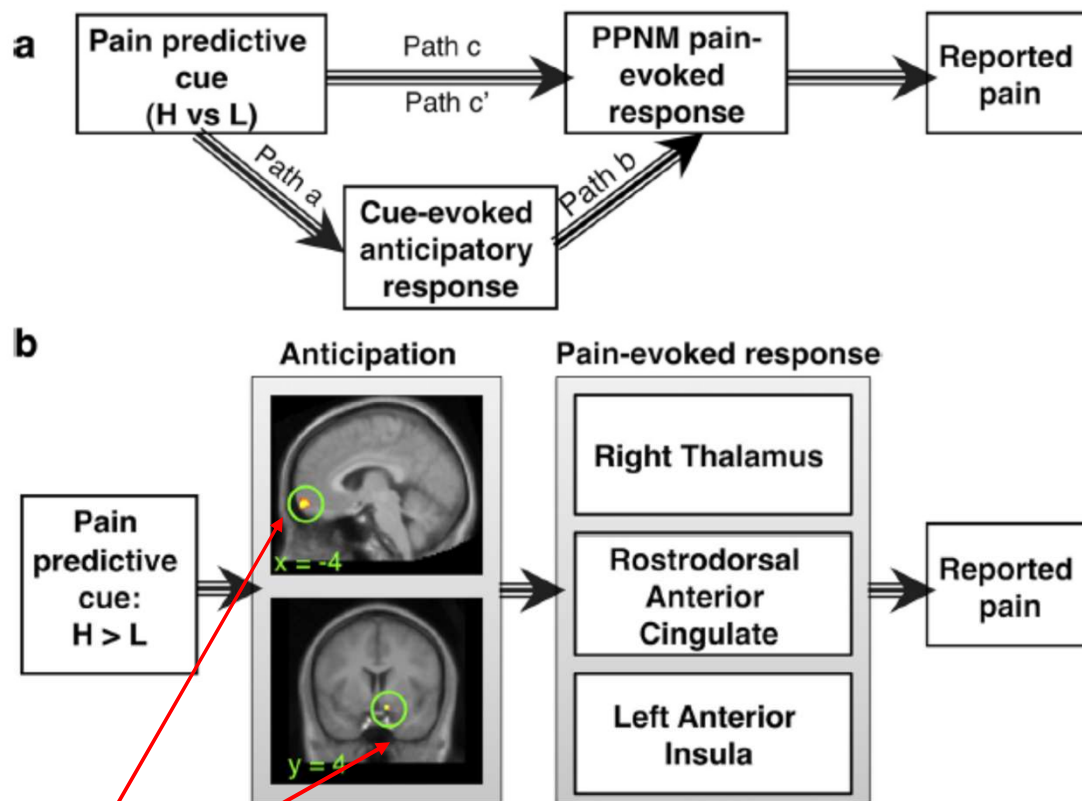 a
Pain predictive
cue
(H vs L)
Path c
Path c'
PPNM pain-
evoked
response
Reported
pain
Path a
Path b
Cue-evoked
anticipatory
response
b
Anticipation
Pain-evoked response
Pain
predictive
cue:
H > L
x = -4
y = 4
Right Thalamus
Rostrodorsal
Anterior
Cingulate
Left Anterior
Insula
Reported
pain